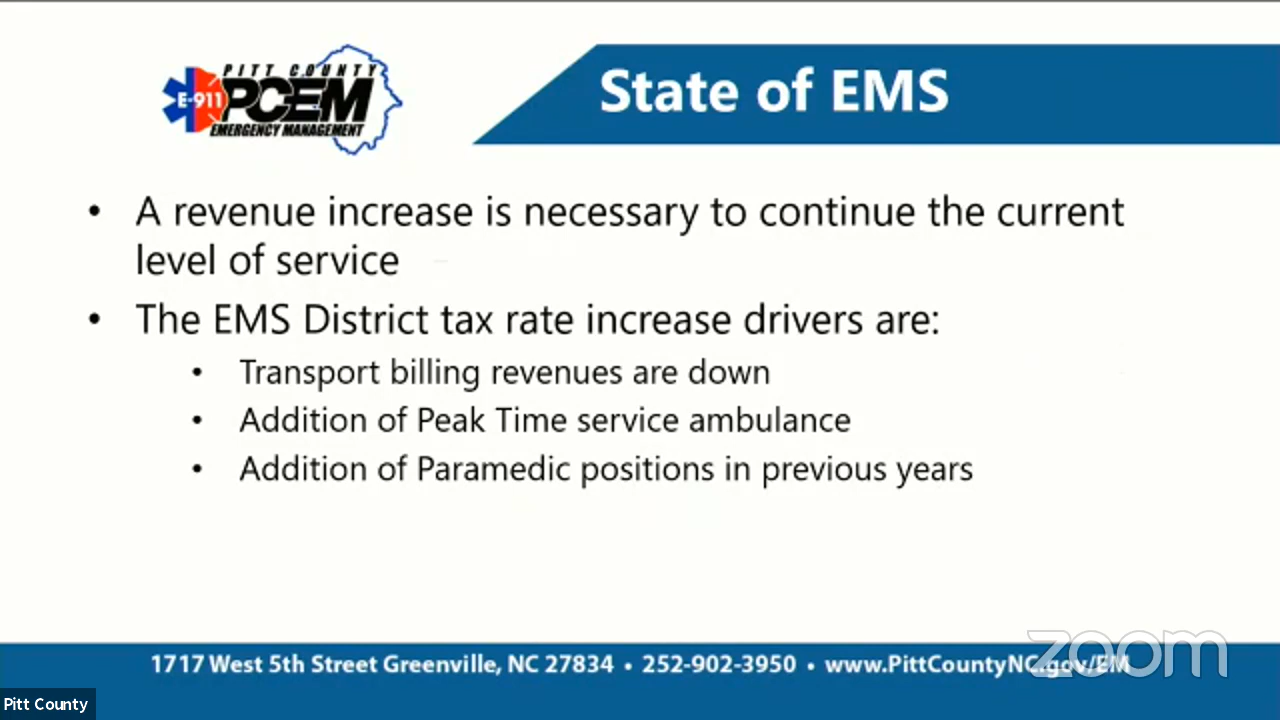 PITT COUNTY
E-911 PCEM
EMERGENCY MANAGEMENT
State of EMS
• A revenue increase is necessary to continue the current
level of service
• The EMS District tax rate increase drivers are:
• Transport billing revenues are down
• Addition of Peak Time service ambulance
• Addition of Paramedic positions in previous years
1717 West 5th Street Greenville, NC 27834 • 252-902-3950 • www.PittCountyNC.gov/EM
zoom
Pitt County